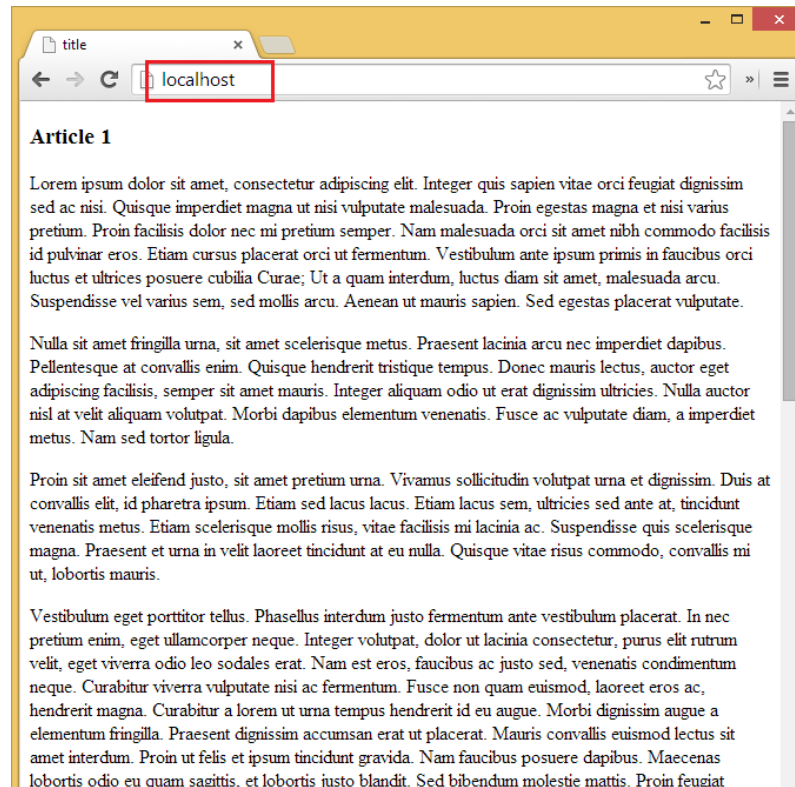 title
localhost
Article 1
Lorem ipsum dolor sit amet, consectetur adipiscing elit. Integer quis sapien vitae orci feugiat dignissim
sed ac nisi. Quisque imperdiet magna ut nisi vulputate malesuada. Proin egestas magna et nisi varius
pretium. Proin facilisis dolor nec mi pretium semper. Nam malesuada orci sit amet nibh commodo facilisis
id pulvinar eros. Etiam cursus placerat orci ut fermentum. Vestibulum ante ipsum primis in faucibus orci
luctus et ultrices posuere cubilia Curae; Ut a quam interdum, luctus diam sit amet, malesuada arcu.
Suspendisse vel varius sem, sed mollis arcu. Aenean ut mauris sapien. Sed egestas placerat vulputate.
Nulla sit amet fringilla urna, sit amet scelerisque metus. Praesent lacinia arcu nec imperdiet dapibus.
Pellentesque at convallis enim. Quisque hendrerit tristique tempus. Donec mauris lectus, auctor eget
adipiscing facilisis, semper sit amet mauris. Integer aliquam odio ut erat dignissim ultricies. Nulla auctor
nisl at velit aliquam volutpat. Morbi dapibus elementum venenatis. Fusce ac vulputate diam, a imperdiet
metus. Nam sed tortor ligula.
Proin sit amet eleifend justo, sit amet pretium urna. Vivamus sollicitudin volutpat urna et dignissim. Duis at
convallis elit, id pharetra ipsum. Etiam sed lacus lacus. Etiam lacus sem, ultricies sed ante at, tincidunt
venenatis metus. Etiam scelerisque mollis risus, vitae facilisis mi lacinia ac. Suspendisse quis scelerisque
magna. Praesent et urna in velit laoreet tincidunt at eu nulla. Quisque vitae risus commodo, convallis mi
ut, lobortis mauris.
Vestibulum eget porttitor tellus. Phasellus interdum justo fermentum ante vestibulum placerat. In nec
pretium enim, eget ullamcorper neque. Integer volutpat, dolor ut lacinia consectetur, purus elit rutrum
velit, eget viverra odio leo sodales erat. Nam est eros, faucibus ac justo sed, venenatis condimentum
neque. Curabitur viverra vulputate nisi ac fermentum. Fusce non quam euismod, laoreet eros ac,
hendrerit magna. Curabitur a lorem ut urna tempus hendrerit id eu augue. Morbi dignissim augue a
elementum fringilla. Praesent dignissim accumsan erat ut placerat. Mauris convallis euismod lectus sit
amet interdum. Proin ut felis et ipsum tincidunt gravida. Nam faucibus posuere dapibus. Maecenas
lobortis odio eu quam sagittis, et lobortis justo blandit. Sed bibendum molestie mattis. Proin feugiat